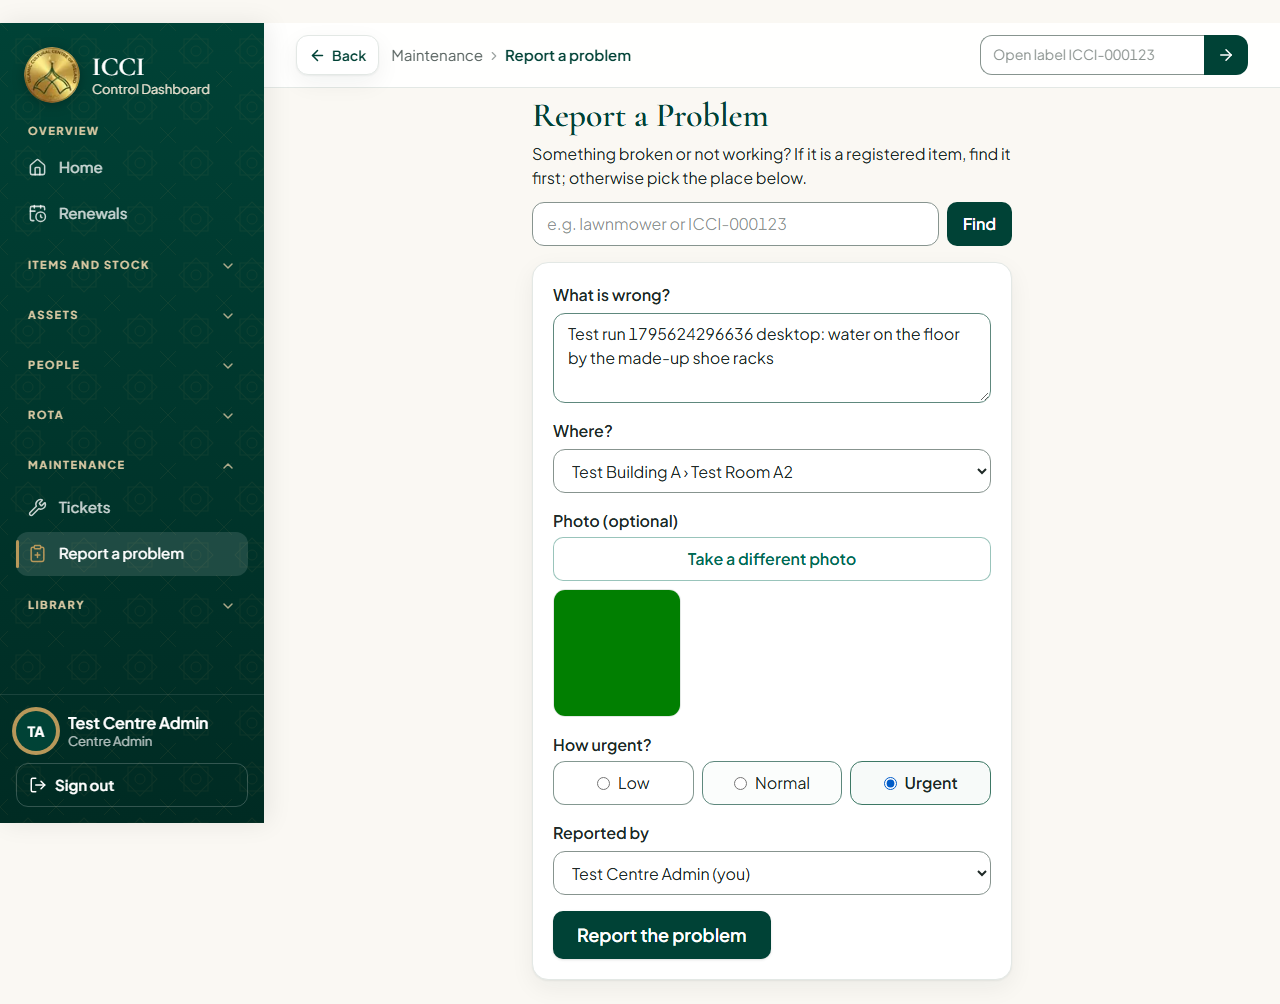 ICCI
Control Dashboard
OVERVIEW
Home
Renewals
ITEMS AND STOCK
ASSETS
PEOPLE
ROTA
MAINTENANCE
Tickets
Report a problem
LIBRARY
TA
Test Centre Admin
Centre Admin
Sign out
Back
Maintenance › Report a problem
Open label ICCI-000123
Report a Problem
Something broken or not working? If it is a registered item, find it
first; otherwise pick the place below.
e.g. lawnmower or ICCI-000123
Find
What is wrong?
Test run 1795624296636 desktop: water on the floor
by the made-up shoe racks
Where?
Test Building A › Test Room A2
Photo (optional)
Take a different photo
How urgent?
Low
Normal
Urgent
Reported by
Test Centre Admin (you)
Report the problem